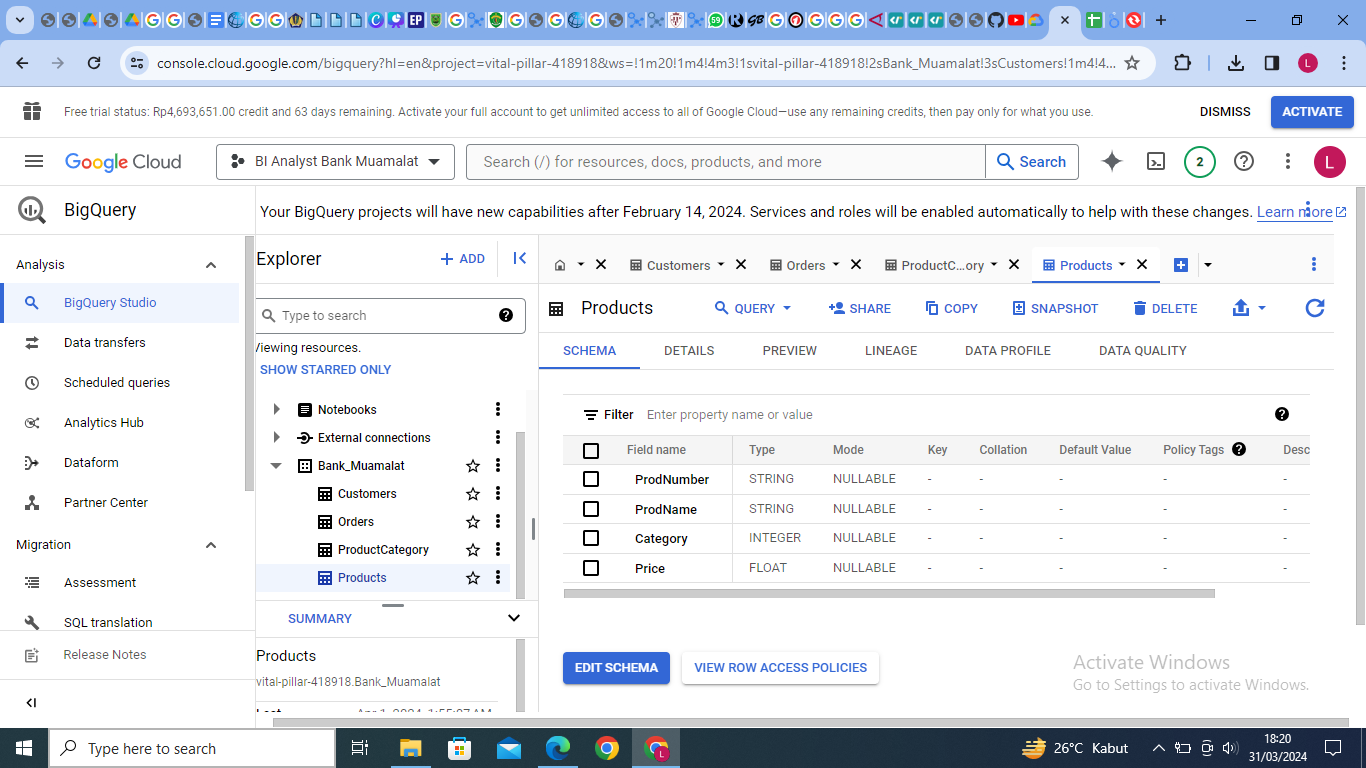 console.cloud.google.com/bigquery?hl=en&project=vital-pillar-418918&ws=!1m20!1m4!4m3!1svital-pillar-418918!2sBank_Muamalat!3sCustomers!1m4!4...
L
Free trial status: Rp4,693,651.00 credit and 63 days remaining. Activate your full account to get unlimited access to all of Google Cloud—use any remaining credits, then pay only for what you use.
DISMISS
ACTIVATE
Google Cloud
BI Analyst Bank Muamalat
Search (/) for resources, docs, products, and more
Search
2
L
BigQuery
Your BigQuery projects will have new capabilities after February 14, 2024. Services and roles will be enabled automatically to help with these changes. Learn more
Analysis
BigQuery Studio
Data transfers
Scheduled queries
Analytics Hub
Dataform
Partner Center
Migration
Assessment
SQL translation
Release Notes
Explorer
+ ADD
Type to search
Viewing resources.
SHOW STARRED ONLY
Notebooks
External connections
Bank_Muamalat
Customers
Orders
ProductCategory
Products
SUMMARY
Products
vital-pillar-418918.Bank_Muamalat
Customers
Orders
ProductC...ory
Products
Products
QUERY
SHARE
COPY
SNAPSHOT
DELETE
SCHEMA DETAILS PREVIEW LINEAGE DATA PROFILE DATA QUALITY
Filter Enter property name or value
Field name Type Mode Key Collation Default Value Policy Tags Desc
ProdNumber STRING NULLABLE - - - - -
ProdName STRING NULLABLE - - - - -
Category INTEGER NULLABLE - - - - -
Price FLOAT NULLABLE - - - - -
EDIT SCHEMA
VIEW ROW ACCESS POLICIES
Activate Windows
Go to Settings to activate Windows.
Type here to search
26°C Kabut
18:20
31/03/2024